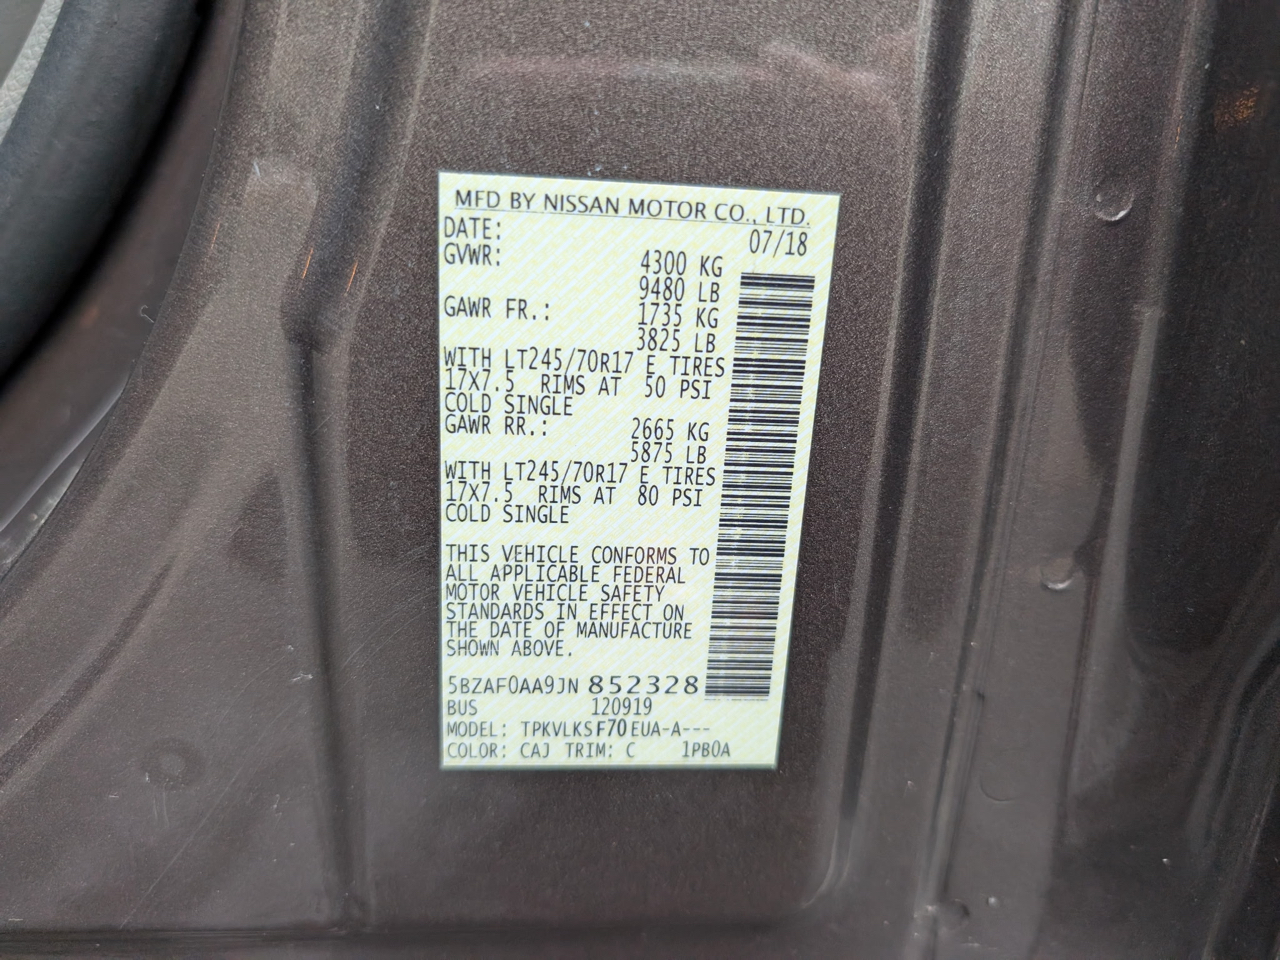 MFD BY NISSAN MOTOR CO., LTD.
DATE: 07/18
GVWR: 4300 KG
9480 LB
GAWR FR.: 1735 KG
3825 LB
WITH LT245/70R17 E TIRES
17X7.5 RIMS AT 50 PSI
COLD SINGLE
GAWR RR.: 2665 KG
5875 LB
WITH LT245/70R17 E TIRES
17X7.5 RIMS AT 80 PSI
COLD SINGLE
THIS VEHICLE CONFORMS TO
ALL APPLICABLE FEDERAL
MOTOR VEHICLE SAFETY
STANDARDS IN EFFECT ON
THE DATE OF MANUFACTURE
SHOWN ABOVE.
5BZAF0AA9JN 852328
BUS 120919
MODEL: TPKVLKSF70EUA-A---
COLOR: CAJ TRIM: C 1PB0A